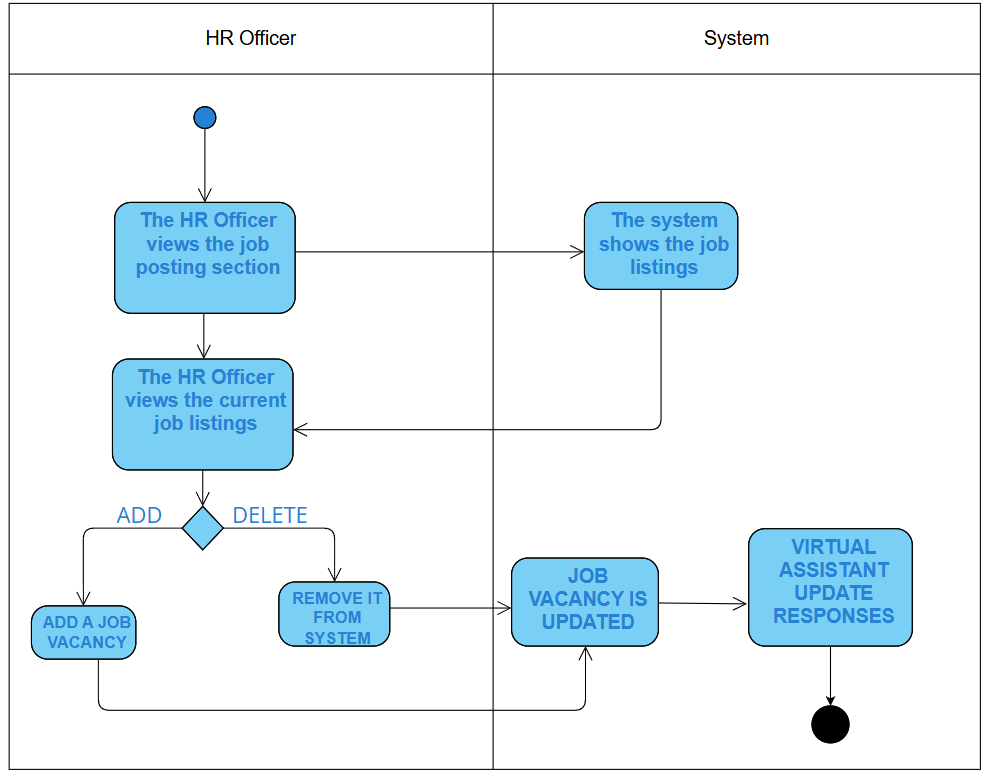 HR Officer
System
The HR Officer
views the job
posting section
The system
shows the job
listings
The HR Officer
views the current
job listings
ADD
DELETE
ADD A JOB
VACANCY
REMOVE IT
FROM
SYSTEM
JOB
VACANCY IS
UPDATED
VIRTUAL
ASSISTANT
UPDATE
RESPONSES